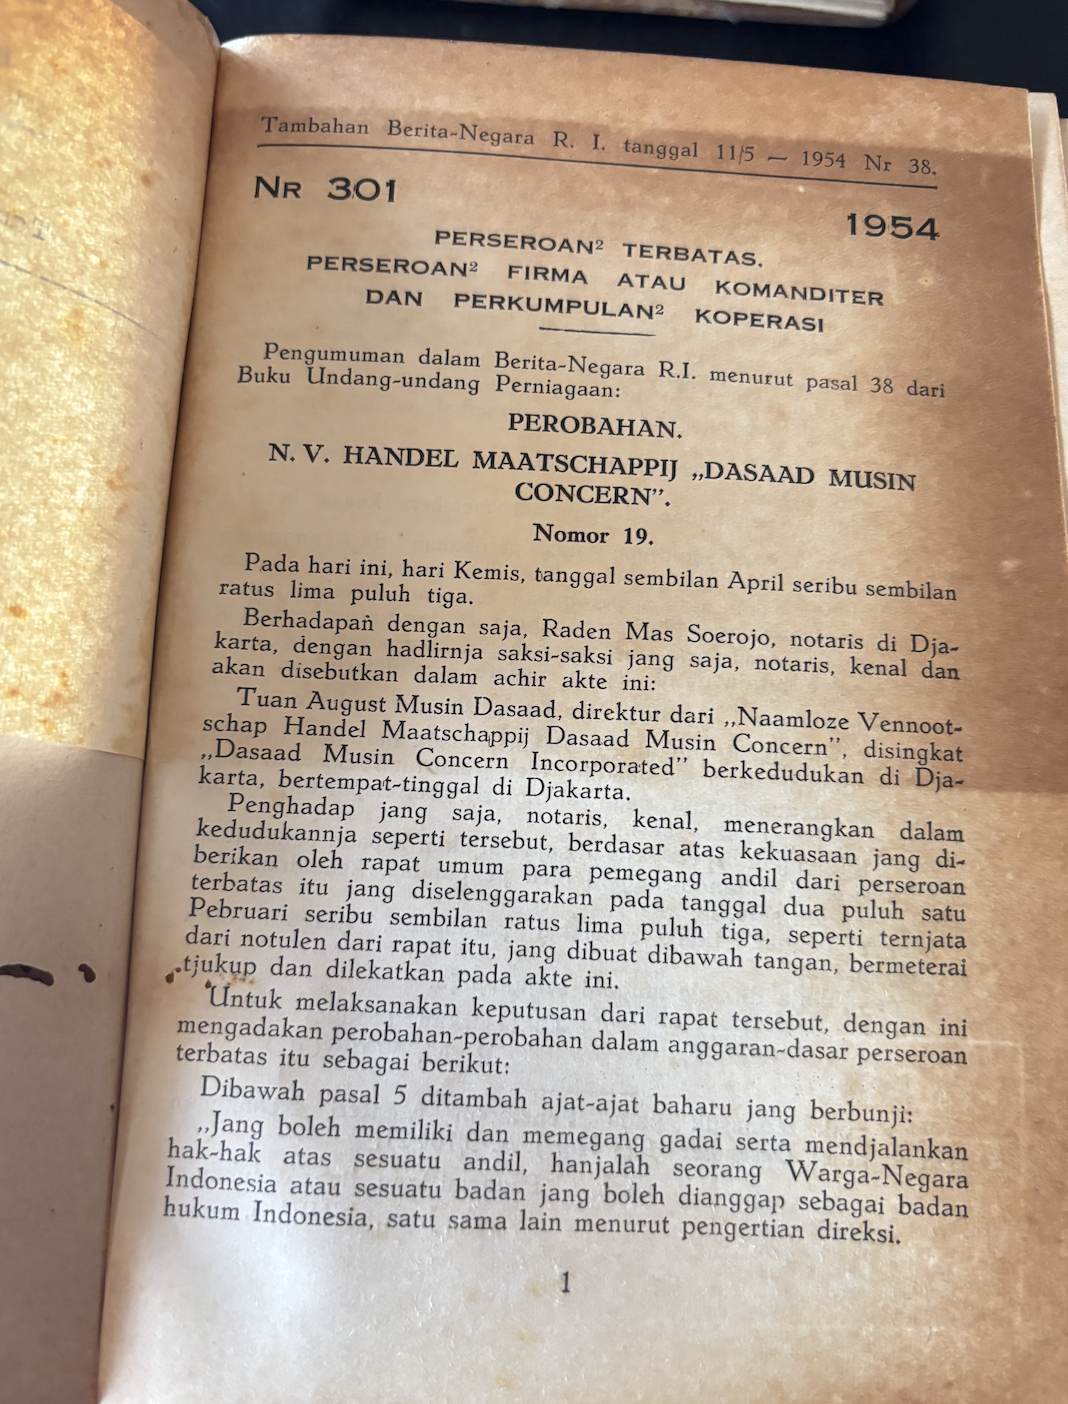 Tambahan Berita-Negara R. I. tanggal 11/5 — 1954 Nr 38.
NR 301
1954
PERSEROAN² TERBATAS.
PERSEROAN² FIRMA ATAU KOMANDITER
DAN PERKUMPULAN² KOPERASI
Pengumuman dalam Berita-Negara R.I. menurut pasal 38 dari
Buku Undang-undang Perniagaan:
PEROBAHAN.
N. V. HANDEL MAATSCHAPPIJ „DASAAD MUSIN
CONCERN”.
Nomor 19.
Pada hari ini, hari Kemis, tanggal sembilan April seribu sembilan
ratus lima puluh tiga.
Berhadapan dengan saja, Raden Mas Soerojo, notaris di Dja-
karta, dengan hadlirnja saksi-saksi jang saja, notaris, kenal dan
akan disebutkan dalam achir akte ini:
Tuan August Musin Dasaad, direktur dari „Naamloze Vennoot-
schap Handel Maatschappij Dasaad Musin Concern”, disingkat
„Dasaad Musin Concern Incorporated” berkedudukan di Dja-
karta, bertempat-tinggal di Djakarta.
Penghadap jang saja, notaris, kenal, menerangkan dalam
kedudukannja seperti tersebut, berdasar atas kekuasaan jang di-
berikan oleh rapat umum para pemegang andil dari perseroan
terbatas itu jang diselenggarakan pada tanggal dua puluh satu
Pebruari seribu sembilan ratus lima puluh tiga, seperti ternjata
dari notulen dari rapat itu, jang dibuat dibawah tangan, bermeterai
tjukup dan dilekatkan pada akte ini.
Untuk melaksanakan keputusan dari rapat tersebut, dengan ini
mengadakan perobahan-perobahan dalam anggaran-dasar perseroan
terbatas itu sebagai berikut:
Dibawah pasal 5 ditambah ajat-ajat baharu jang berbunji:
„Jang boleh memiliki dan memegang gadai serta mendjalankan
hak-hak atas sesuatu andil, hanjalah seorang Warga-Negara
Indonesia atau sesuatu badan jang boleh dianggap sebagai badan
hukum Indonesia, satu sama lain menurut pengertian direksi.
1